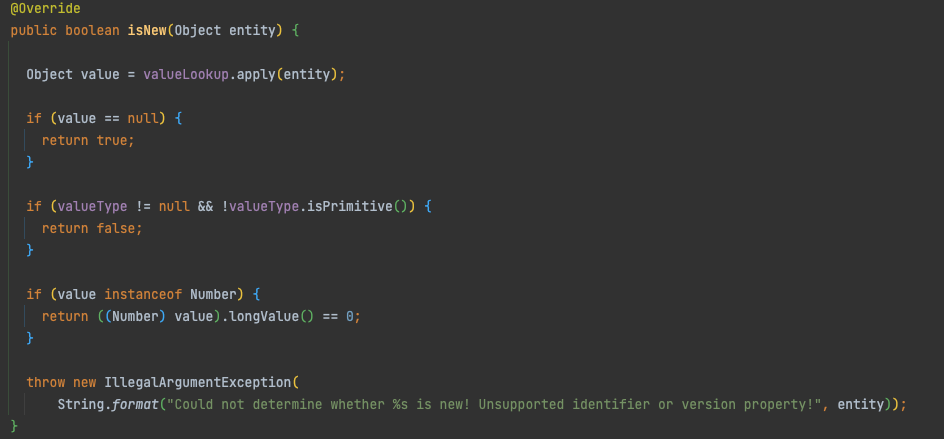 @Override
public boolean isNew(Object entity) {
Object value = valueLookup.apply(entity);
if (value == null) {
return true;
}
if (valueType != null && !valueType.isPrimitive()) {
return false;
}
if (value instanceof Number) {
return ((Number) value).longValue() == 0;
}
throw new IllegalArgumentException(
String.format("Could not determine whether %s is new! Unsupported identifier or version property!", entity));
}